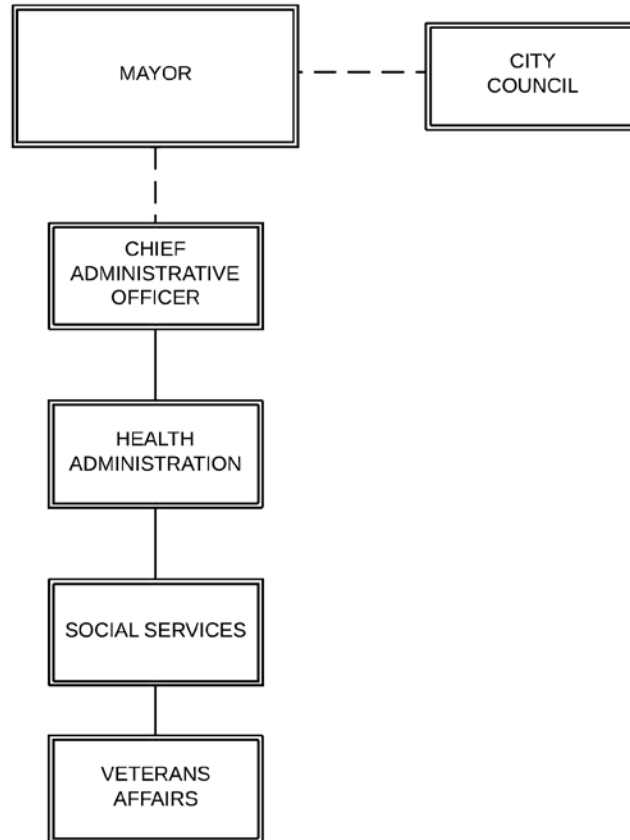 MAYOR
CITY
COUNCIL
CHIEF
ADMINISTRATIVE
OFFICER
HEALTH
ADMINISTRATION
SOCIAL SERVICES
VETERANS
AFFAIRS